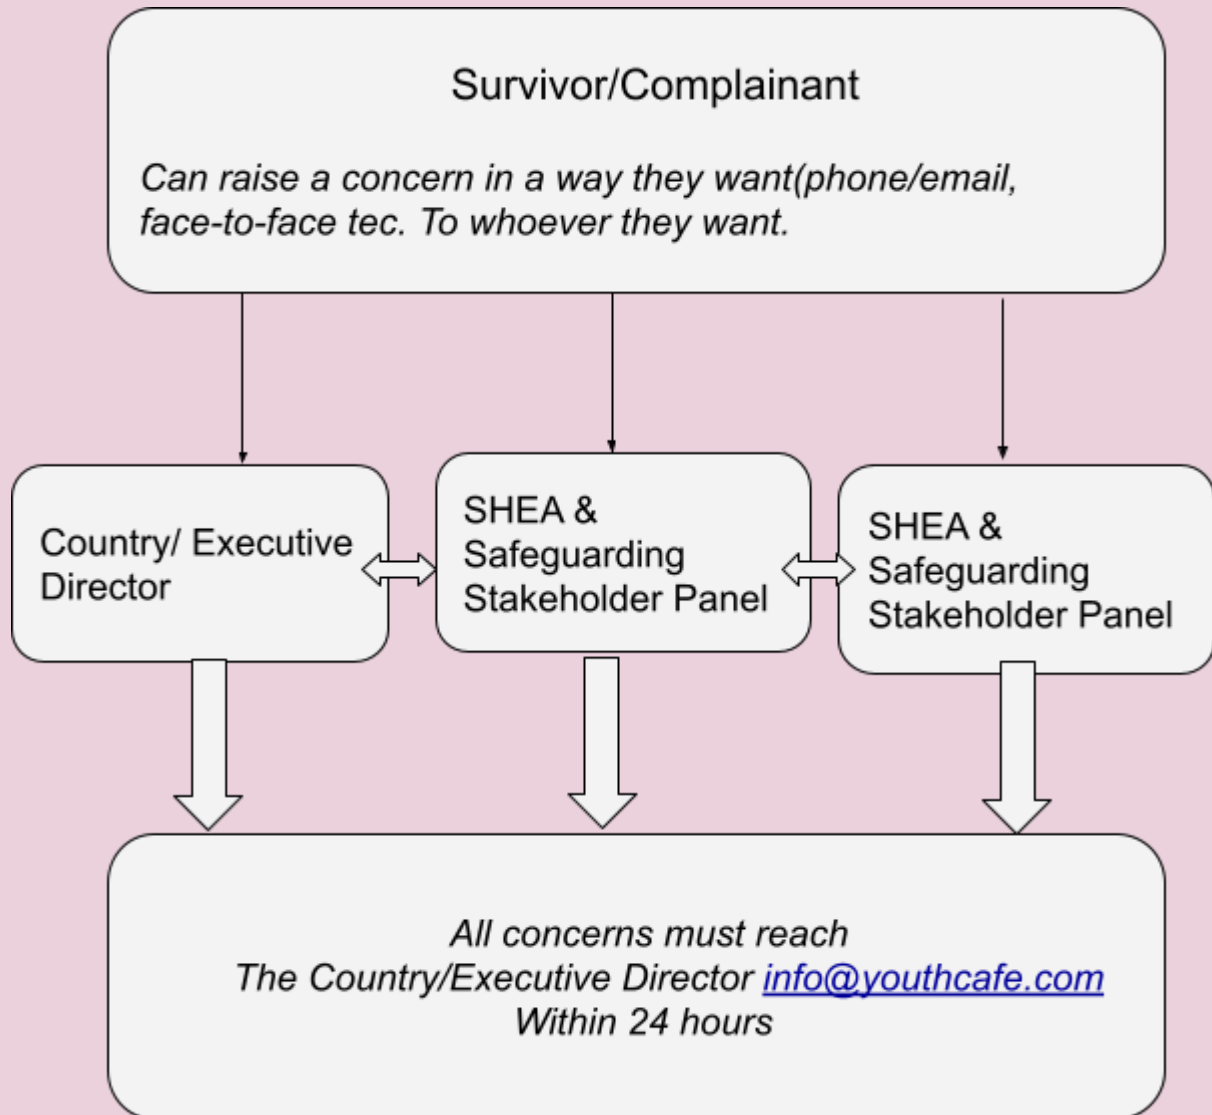 Survivor/Complainant
Can raise a concern in a way they want(phone/email,
face-to-face tec. To whoever they want.
Country/ Executive
Director
SHEA &
Safeguarding
Stakeholder Panel
SHEA &
Safeguarding
Stakeholder Panel
All concerns must reach
The Country/Executive Director info@youthcafe.com
Within 24 hours